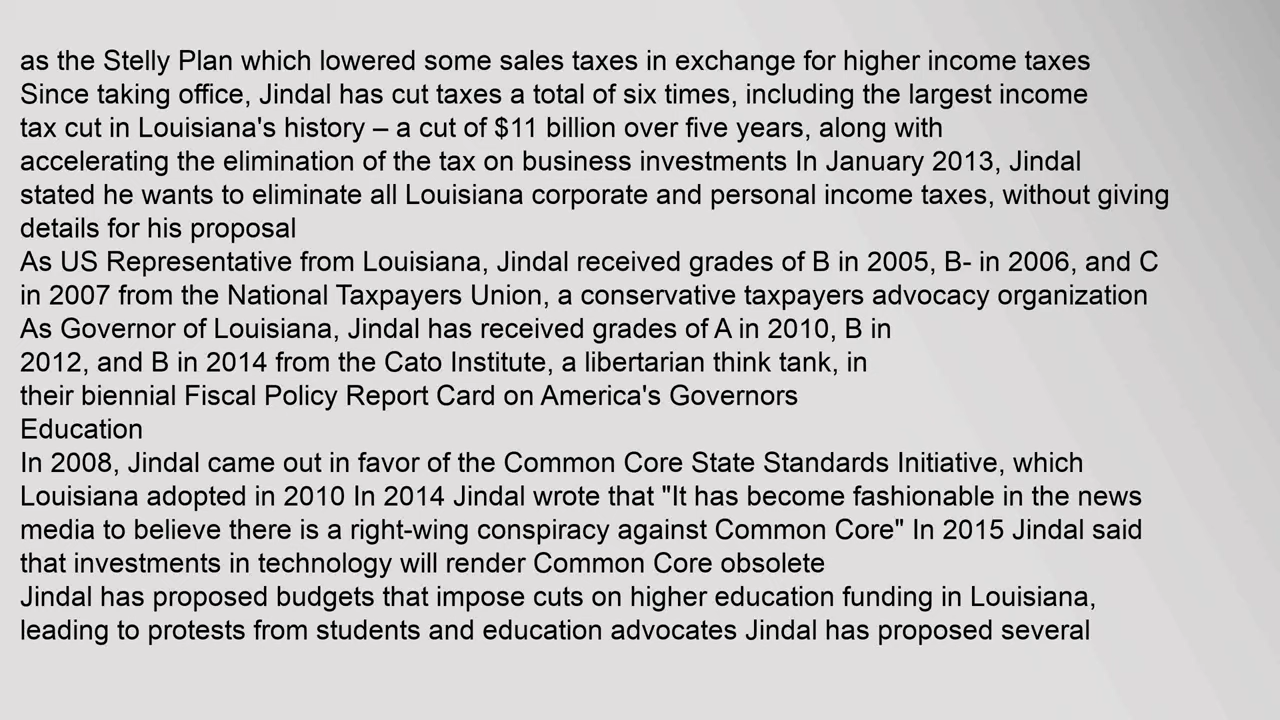 as the Stelly Plan which lowered some sales taxes in exchange for higher income taxes
Since taking office, Jindal has cut taxes a total of six times, including the largest income
tax cut in Louisiana's history – a cut of $11 billion over five years, along with
accelerating the elimination of the tax on business investments In January 2013, Jindal
stated he wants to eliminate all Louisiana corporate and personal income taxes, without giving
details for his proposal
As US Representative from Louisiana, Jindal received grades of B in 2005, B- in 2006, and C
in 2007 from the National Taxpayers Union, a conservative taxpayers advocacy organization
As Governor of Louisiana, Jindal has received grades of A in 2010, B in
2012, and B in 2014 from the Cato Institute, a libertarian think tank, in
their biennial Fiscal Policy Report Card on America's Governors
Education
In 2008, Jindal came out in favor of the Common Core State Standards Initiative, which
Louisiana adopted in 2010 In 2014 Jindal wrote that "It has become fashionable in the news
media to believe there is a right-wing conspiracy against Common Core" In 2015 Jindal said
that investments in technology will render Common Core obsolete
Jindal has proposed budgets that impose cuts on higher education funding in Louisiana,
leading to protests from students and education advocates Jindal has proposed several